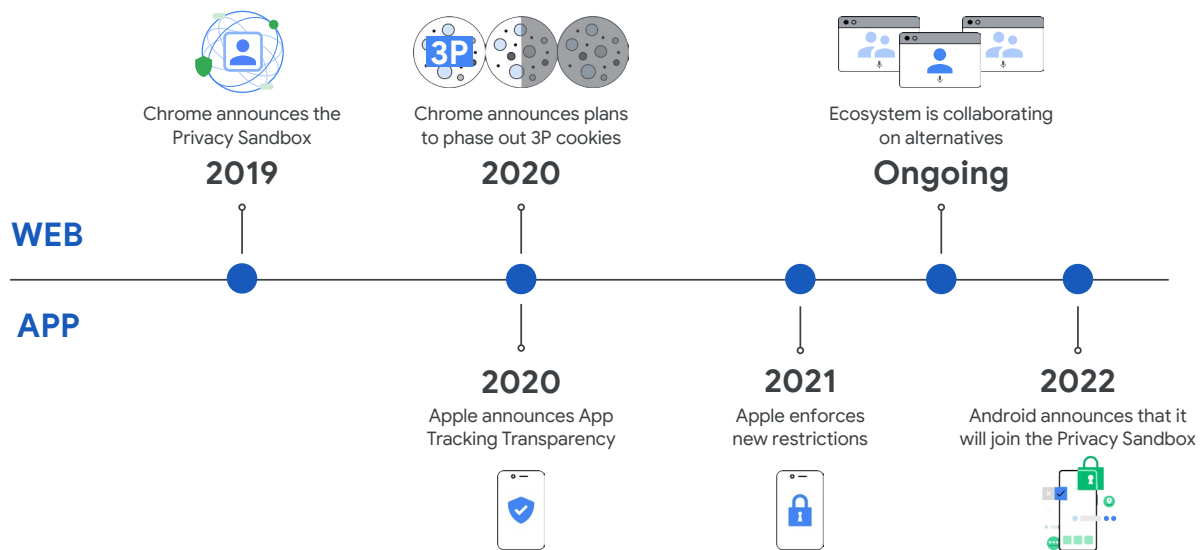 3P
Chrome announces the
Privacy Sandbox
2019
Chrome announces plans
to phase out 3P cookies
2020
Ecosystem is collaborating
on alternatives
Ongoing
WEB
APP
2020
Apple announces App
Tracking Transparency
2021
Apple enforces
new restrictions
2022
Android announces that it
will join the Privacy Sandbox